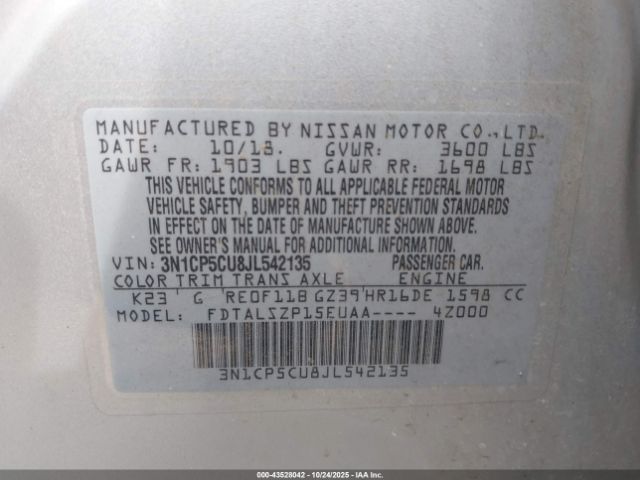 MANUFACTURED BY NISSAN MOTOR CO., LTD.
DATE: 10/18. GVWR: 3600 LBS
GAWR FR: 1903 LBS GAWR RR: 1698 LBS
THIS VEHICLE CONFORMS TO ALL APPLICABLE FEDERAL MOTOR
VEHICLE SAFETY, BUMPER AND THEFT PREVENTION STANDARDS
IN EFFECT ON THE DATE OF MANUFACTURE SHOWN ABOVE.
SEE OWNER'S MANUAL FOR ADDITIONAL INFORMATION.
VIN: 3N1CP5CU8JL542135 PASSENGER CAR.
COLOR TRIM TRANS AXLE ENGINE
K23 G RE0F11B GZ39 HR16DE 1598 CC
MODEL: FDTALSZP15EUAA---- 4Z000
3N1CP5CU8JL542135
000-43528042 - 10/24/2025 - IAAI.COM